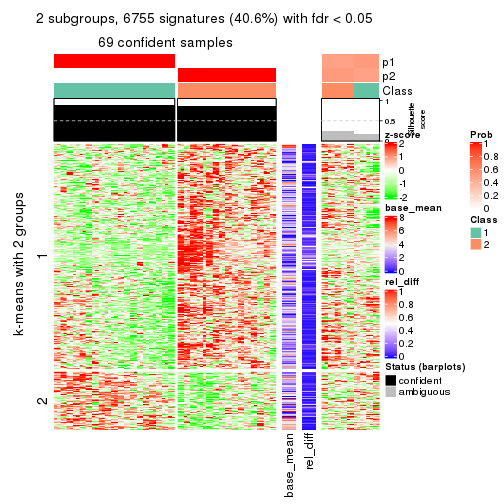 2 subgroups, 6755 signatures (40.6%) with fdr < 0.05
69 confident samples
p1
p2
Class
1
0.5
0
Silhouette
score
k-means with 2 groups
1
2
base_mean
rel_diff
z-score
2
1
0
-1
-2
base_mean
8
6
4
2
0
rel_diff
1
0.8
0.6
0.4
0.2
0
Status (barplots)
confident
ambiguous
Prob
1
0.8
0.6
0.4
0.2
0
Class
1
2